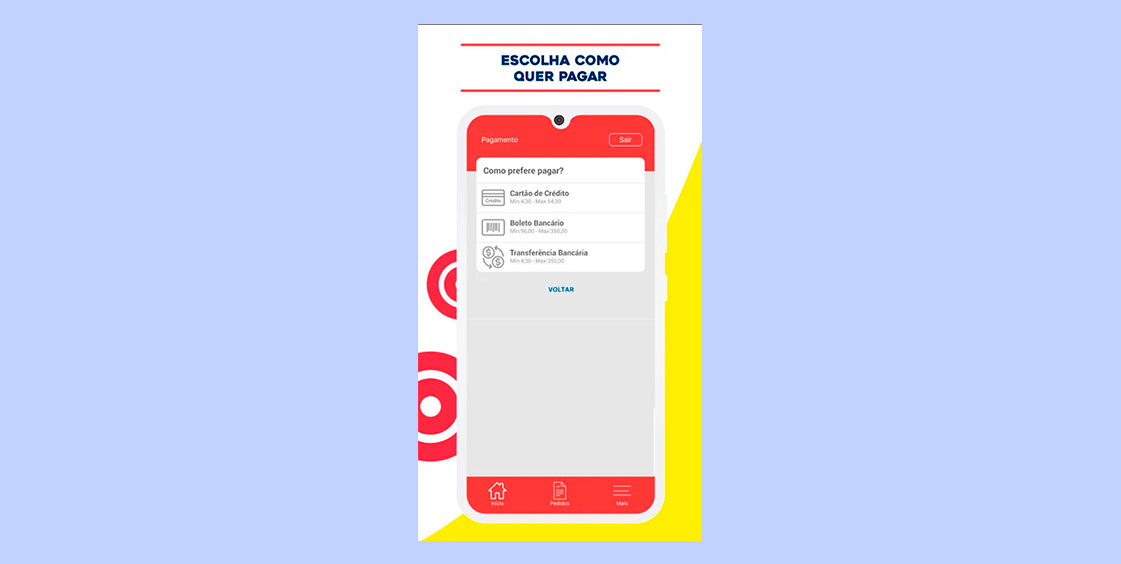 ESCOLHA COMO
QUER PAGAR
Pagamento
Sair
Como prefere pagar?
Cartão de Crédito
Min:4,30 - Max:54,30
Crédito
Boleto Bancário
Min:96,00 - Max:350,00
Transferência Bancária
Min:4,30 - Max:350,00
VOLTAR
Início
Pedidos
Mais